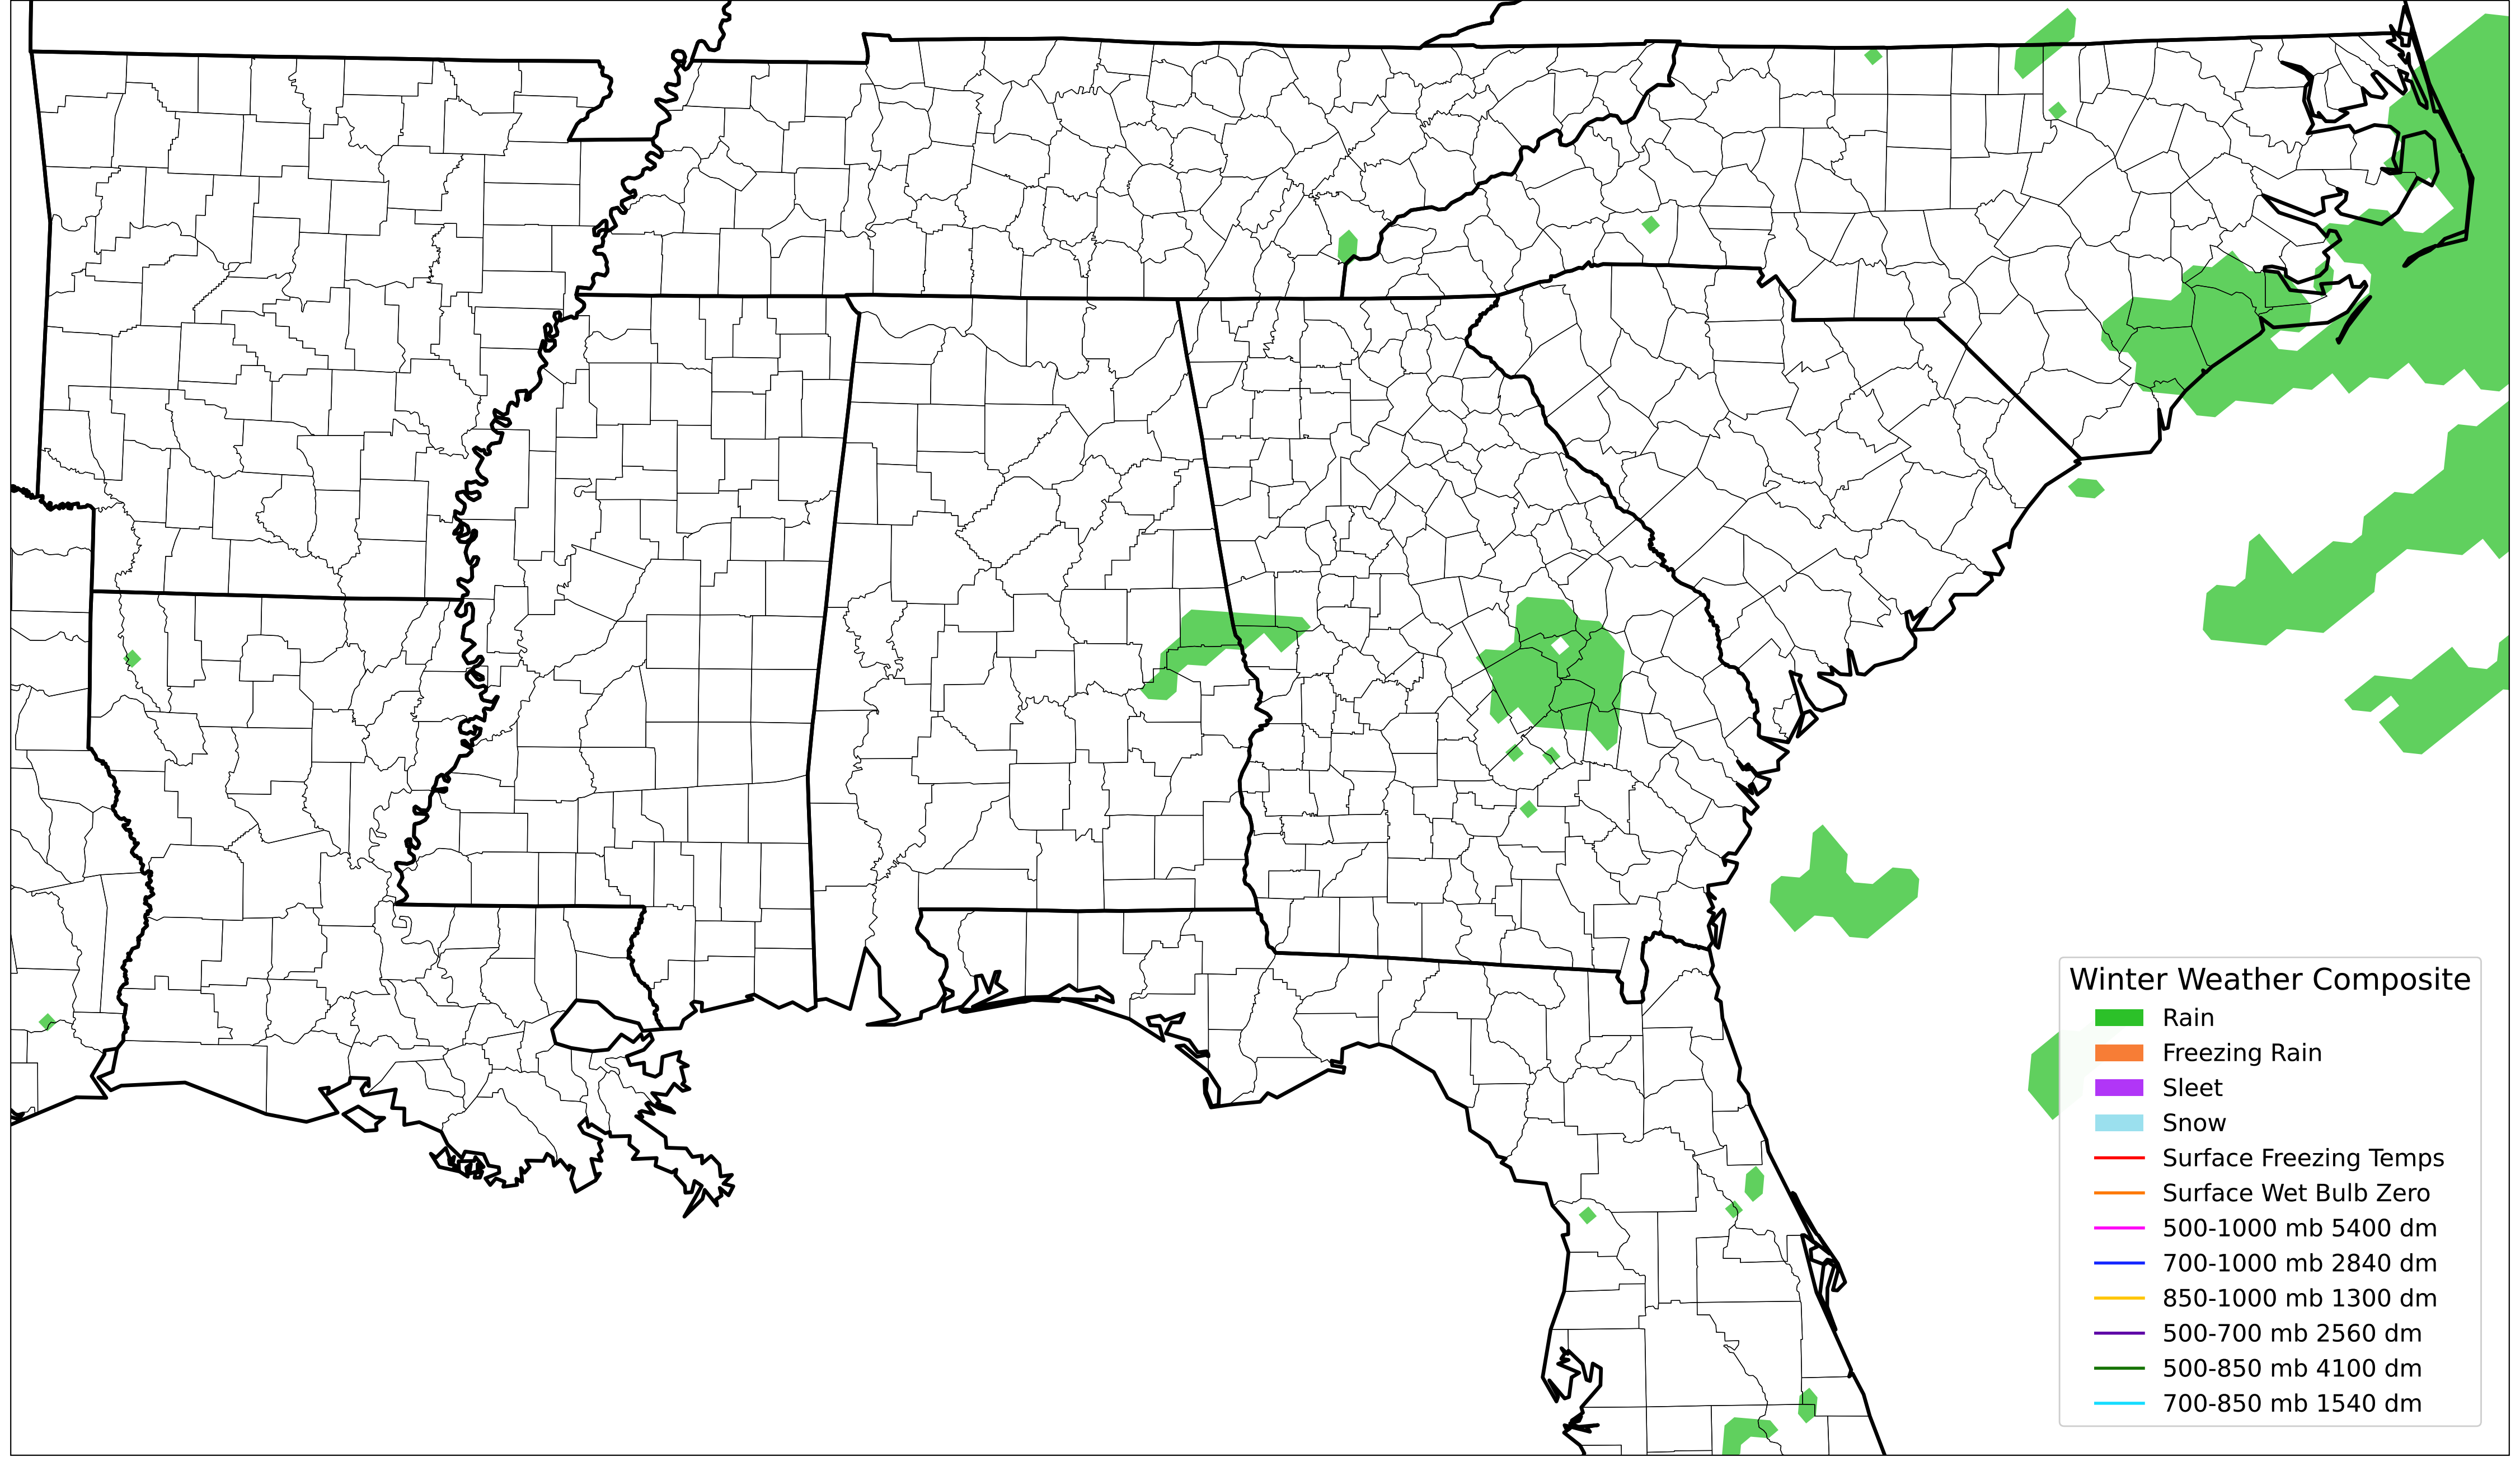 Winter Weather Composite
Rain
Freezing Rain
Sleet
Snow
Surface Freezing Temps
Surface Wet Bulb Zero
500-1000 mb 5400 dm
700-1000 mb 2840 dm
850-1000 mb 1300 dm
500-700 mb 2560 dm
500-850 mb 4100 dm
700-850 mb 1540 dm